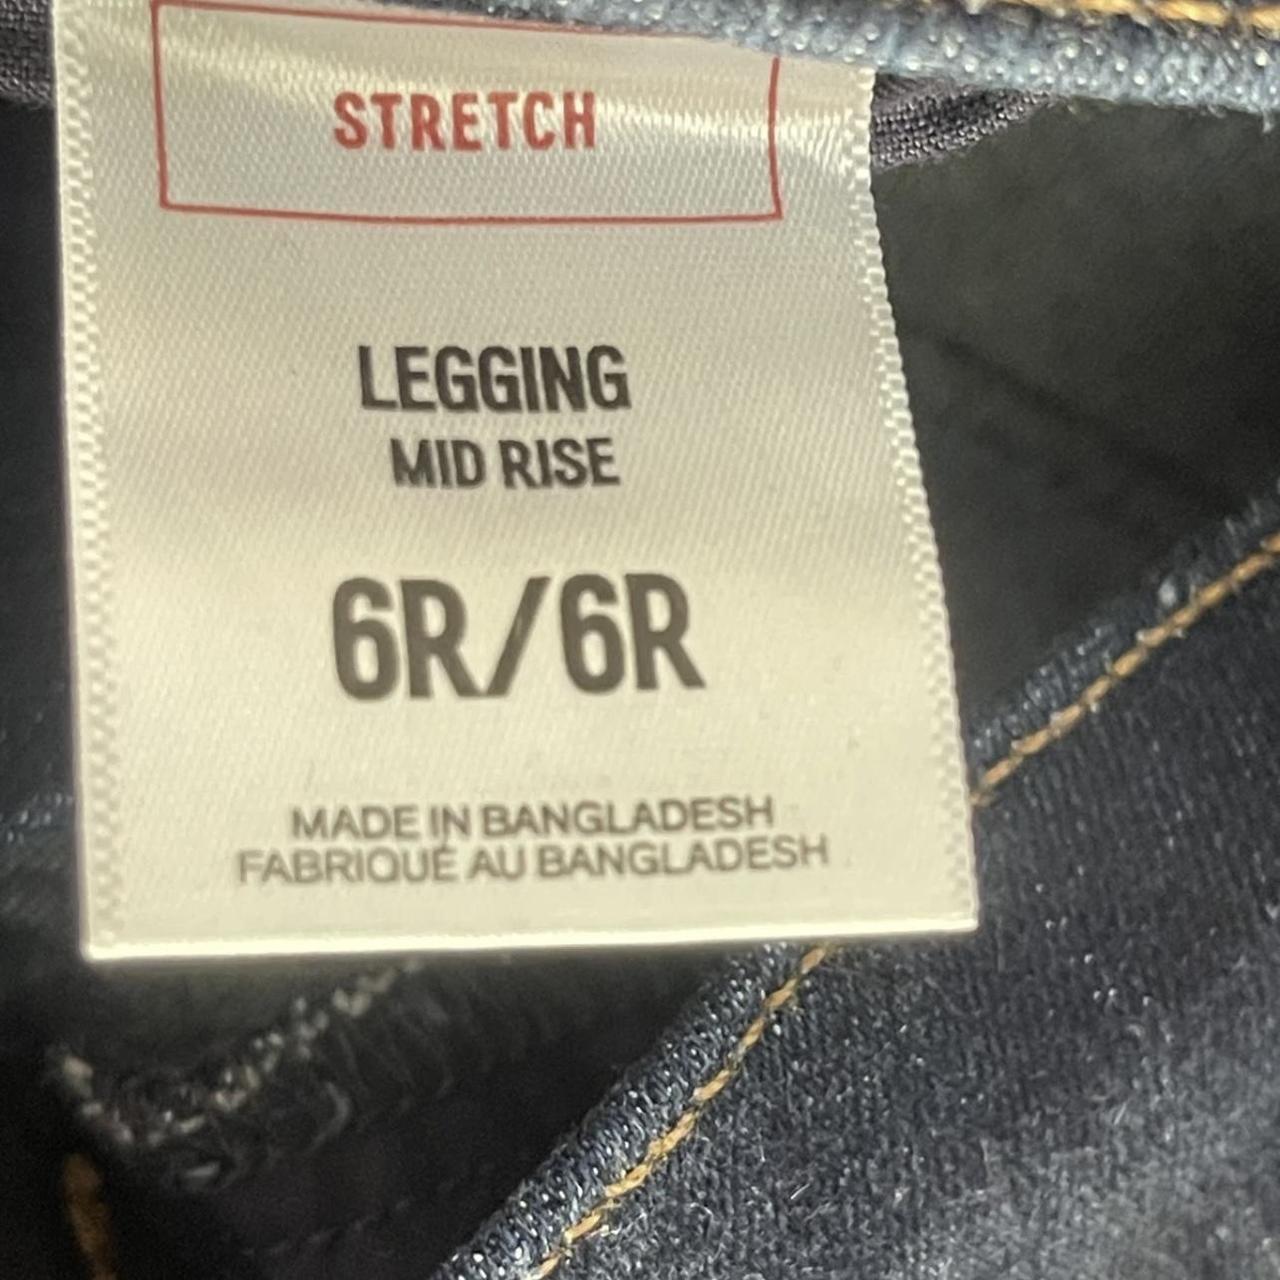 STRETCH
LEGGING
MID RISE
6R/6R
MADE IN BANGLADESH
FABRIQUÉ AU BANGLADESH